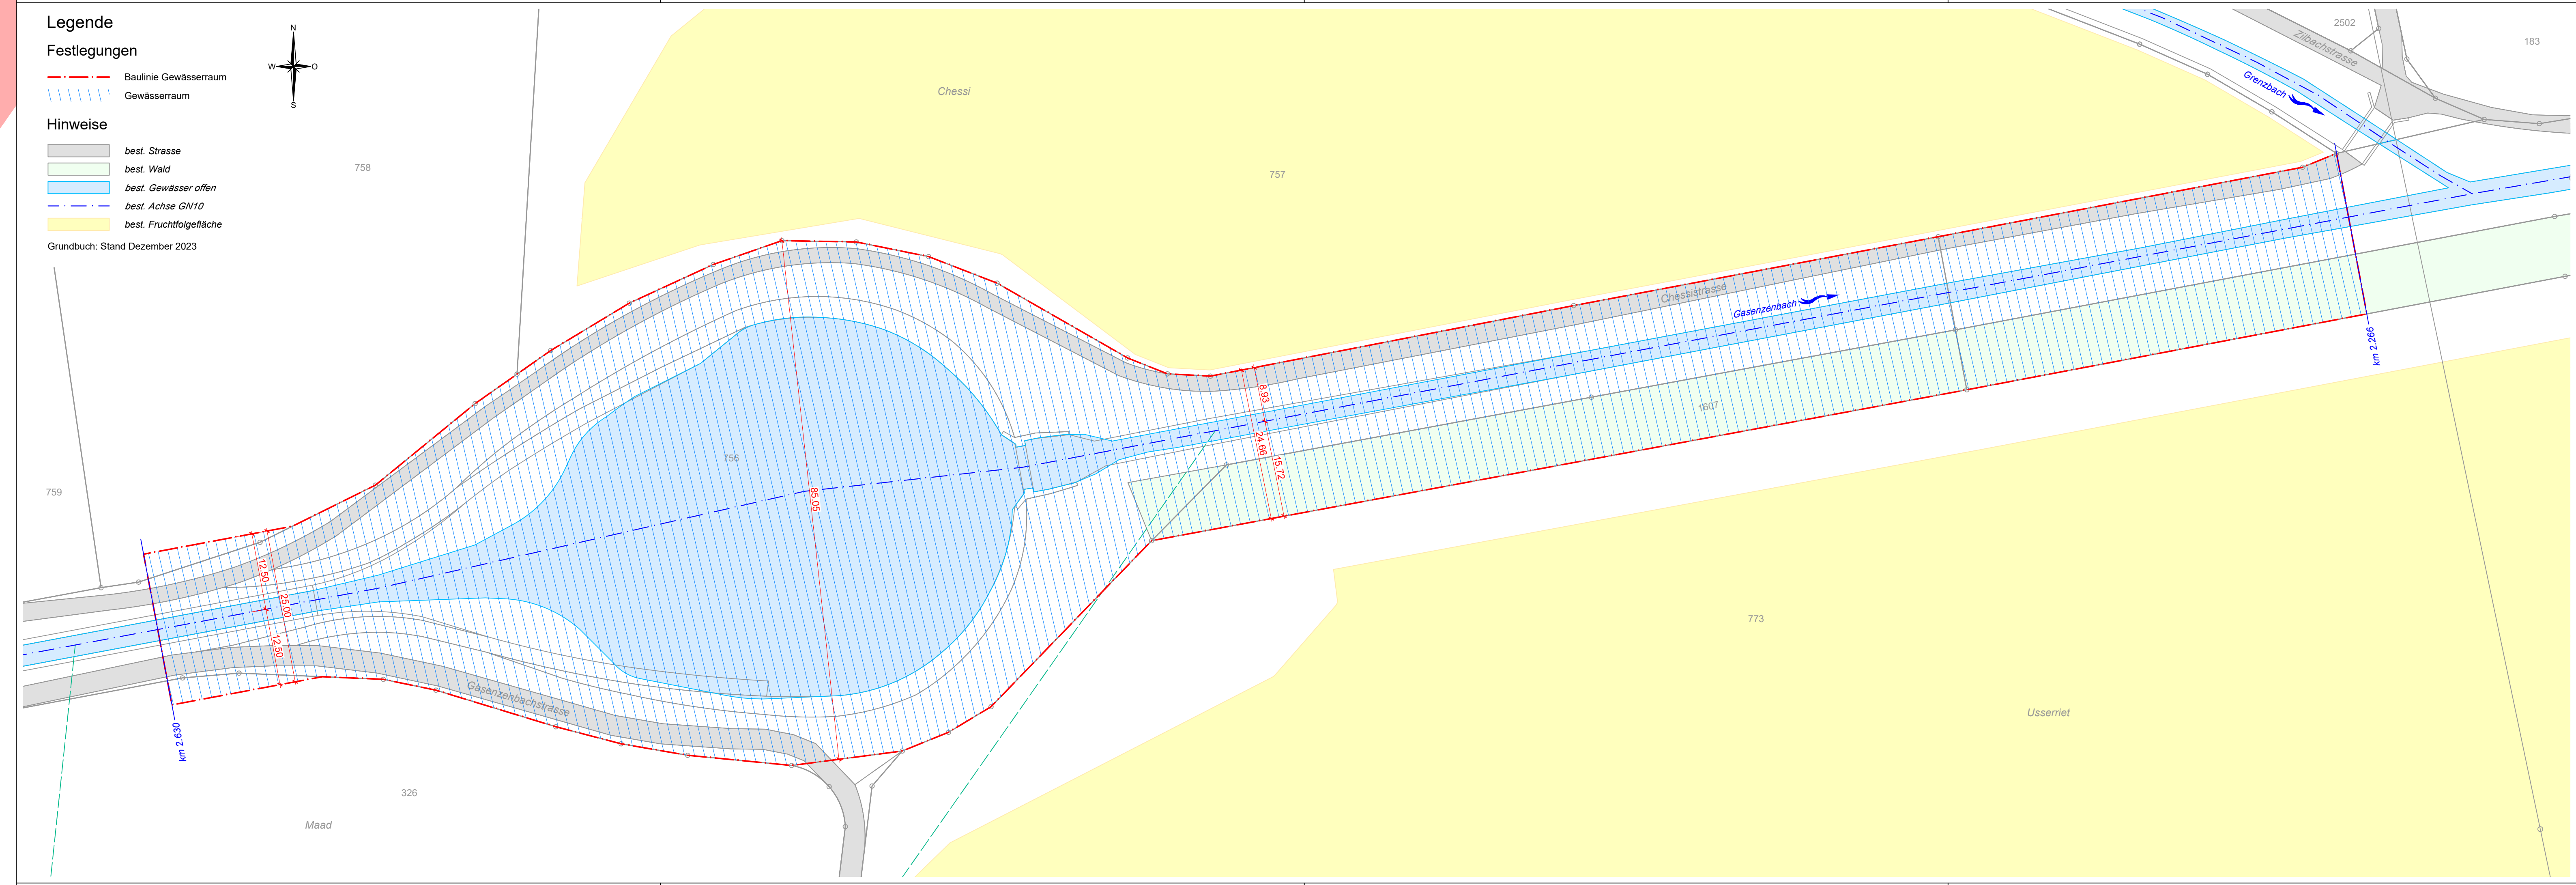 Legende
Festlegungen
Baulinie Gewässerraum
Gewässerraum
Hinweise
best. Strasse
best. Wald
best. Gewässer offen
best. Achse GN10
best. Fruchtfolgefläche
Grundbuch: Stand Dezember 2023
N
W
O
S
2502
183
Zilbachstrasse
Grenzbach
Chessi
758
757
Chessistrasse
Gasenzenbach
km 2.266
8.93
24.66
15.72
1607
756
85.05
759
12.50
25.00
12.50
Gasenzenbachstrasse
km 2.630
773
Usserriet
326
Maad